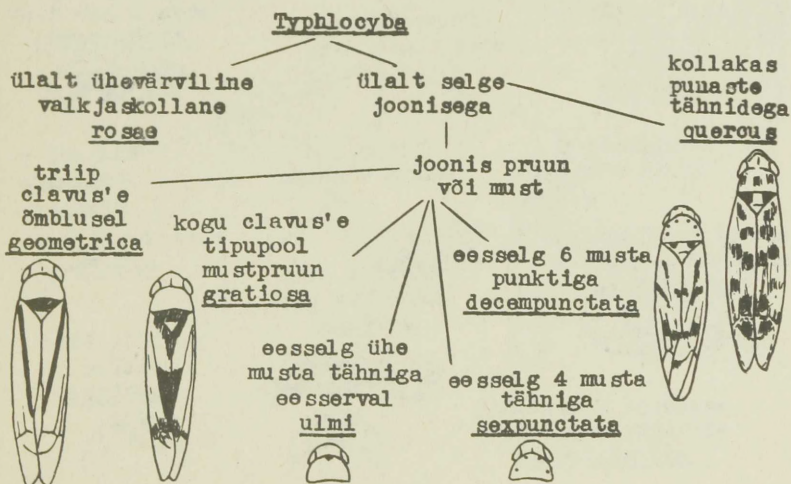 Typhlocyba
ülalt ühevärviline
valkjaskollane
rosae
ülalt selge
joonisega
kollakas
punaste
tähnidega
quercus
joonis pruun
või must
triip
clavus'e
õmblusel
geometrica
kogu clavus'e
tipupool
mustpruun
gratiosa
eesselg 6 musta
punktiga
decempunctata
eesselg ühe
musta tähniga
eesserval
ulmi
eesselg 4 musta
tähniga
sexpunctata